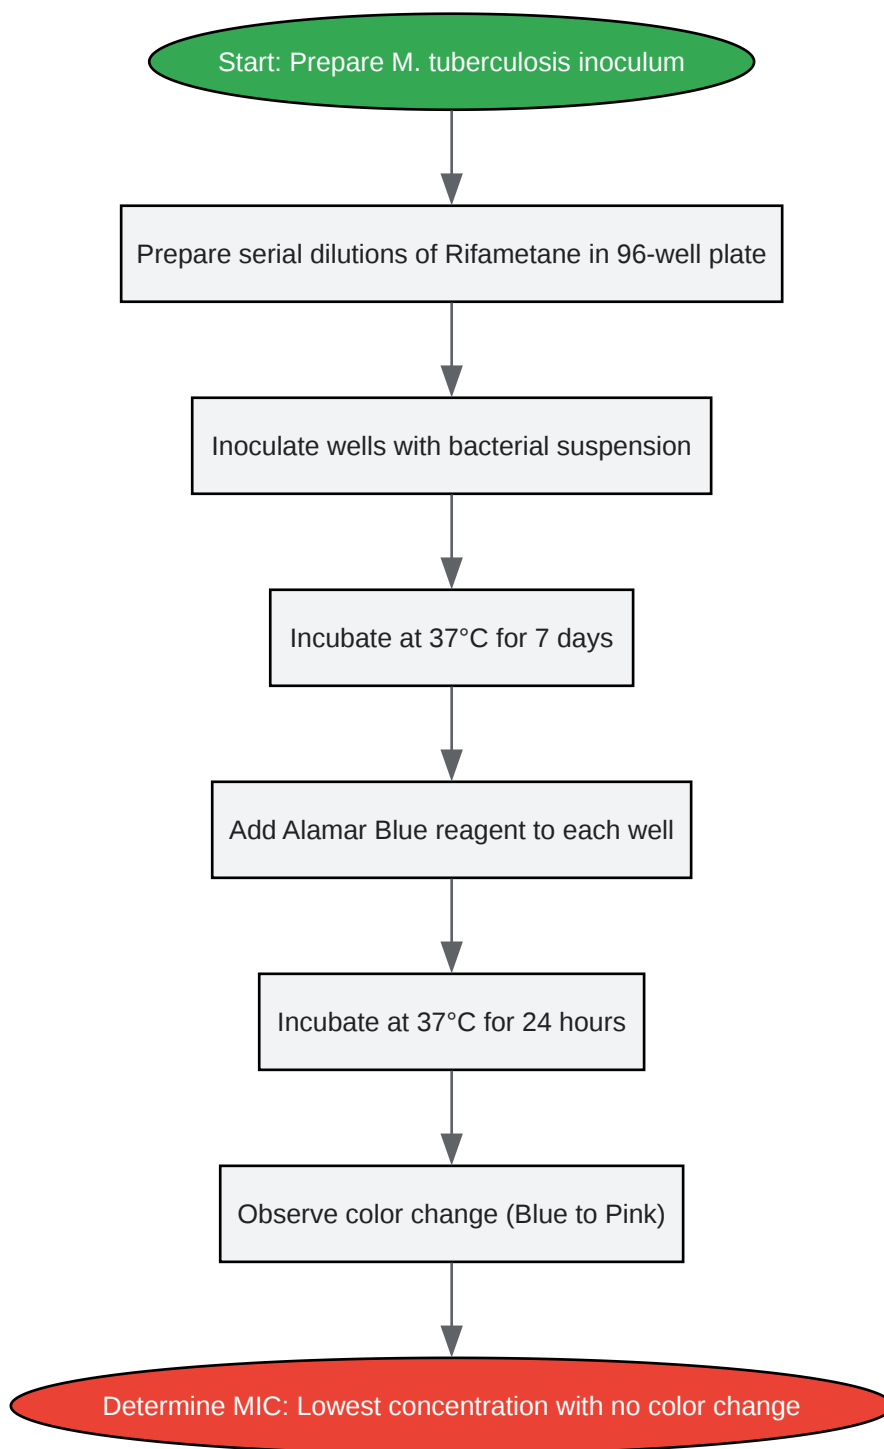 Start: Prepare M. tuberculosis inoculum
Prepare serial dilutions of Rifametane in 96-well plate
Inoculate wells with bacterial suspension
Incubate at 37°C for 7 days
Add Alamar Blue reagent to each well
Incubate at 37°C for 24 hours
Observe color change (Blue to Pink)
Determine MIC: Lowest concentration with no color change